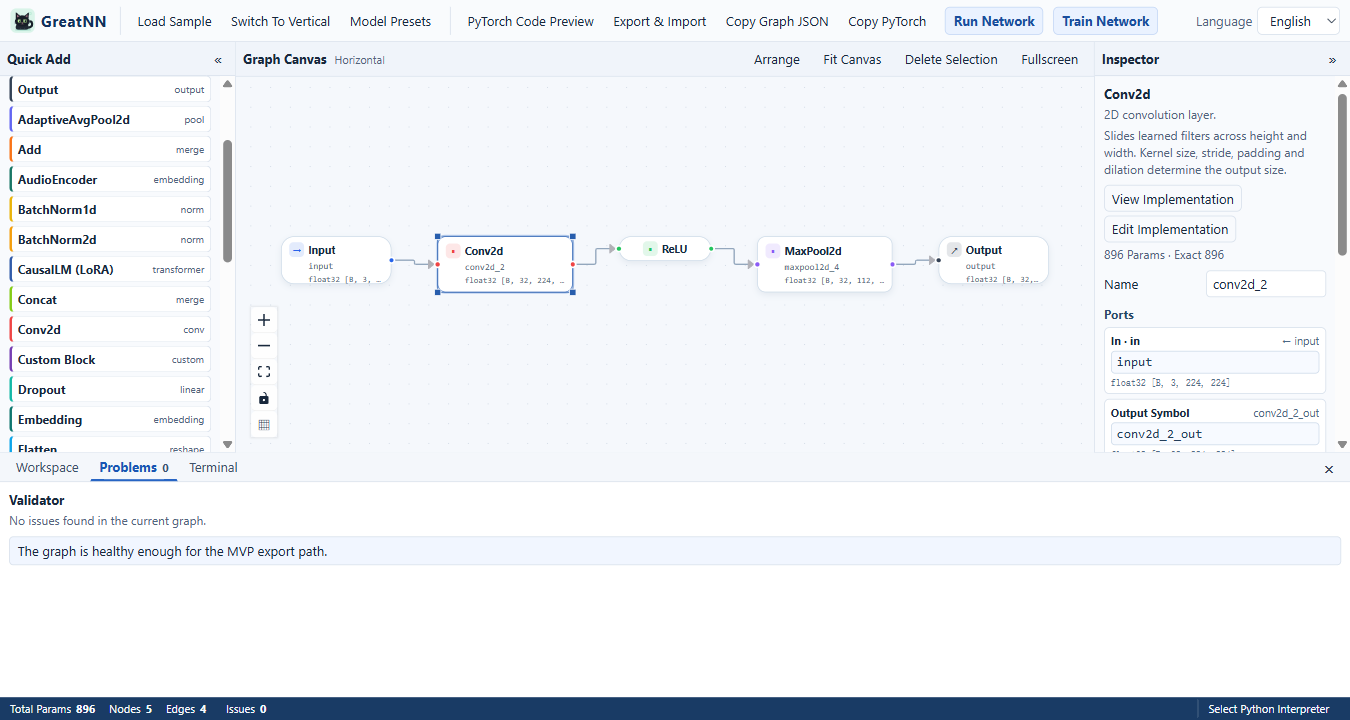 GreatNN
Load Sample
Switch To Vertical
Model Presets
PyTorch Code Preview
Export & Import
Copy Graph JSON
Copy PyTorch
Run Network
Train Network
Language
English
Quick Add
«
Output output
AdaptiveAvgPool2d pool
Add merge
AudioEncoder embedding
BatchNorm1d norm
BatchNorm2d norm
CausalLM (LoRA) transformer
Concat merge
Conv2d conv
Custom Block custom
Dropout linear
Embedding embedding
Flatten reshape
Graph Canvas Horizontal
Arrange
Fit Canvas
Delete Selection
Fullscreen
Input
input
float32 [B, 3, …
Conv2d
conv2d_2
float32 [B, 32, 224, …
ReLU
MaxPool2d
maxpool2d_4
float32 [B, 32, 112, …
Output
output
float32 [B, 32,…
Inspector
»
Conv2d
2D convolution layer.
Slides learned filters across height and
width. Kernel size, stride, padding and
dilation determine the output size.
View Implementation
Edit Implementation
896 Params · Exact 896
Name conv2d_2
Ports
In · in ← input
input
float32 [B, 3, 224, 224]
Output Symbol conv2d_2_out
conv2d_2_out
Workspace
Problems 0
Terminal
Validator
No issues found in the current graph.
The graph is healthy enough for the MVP export path.
Total Params 896
Nodes 5
Edges 4
Issues 0
Select Python Interpreter